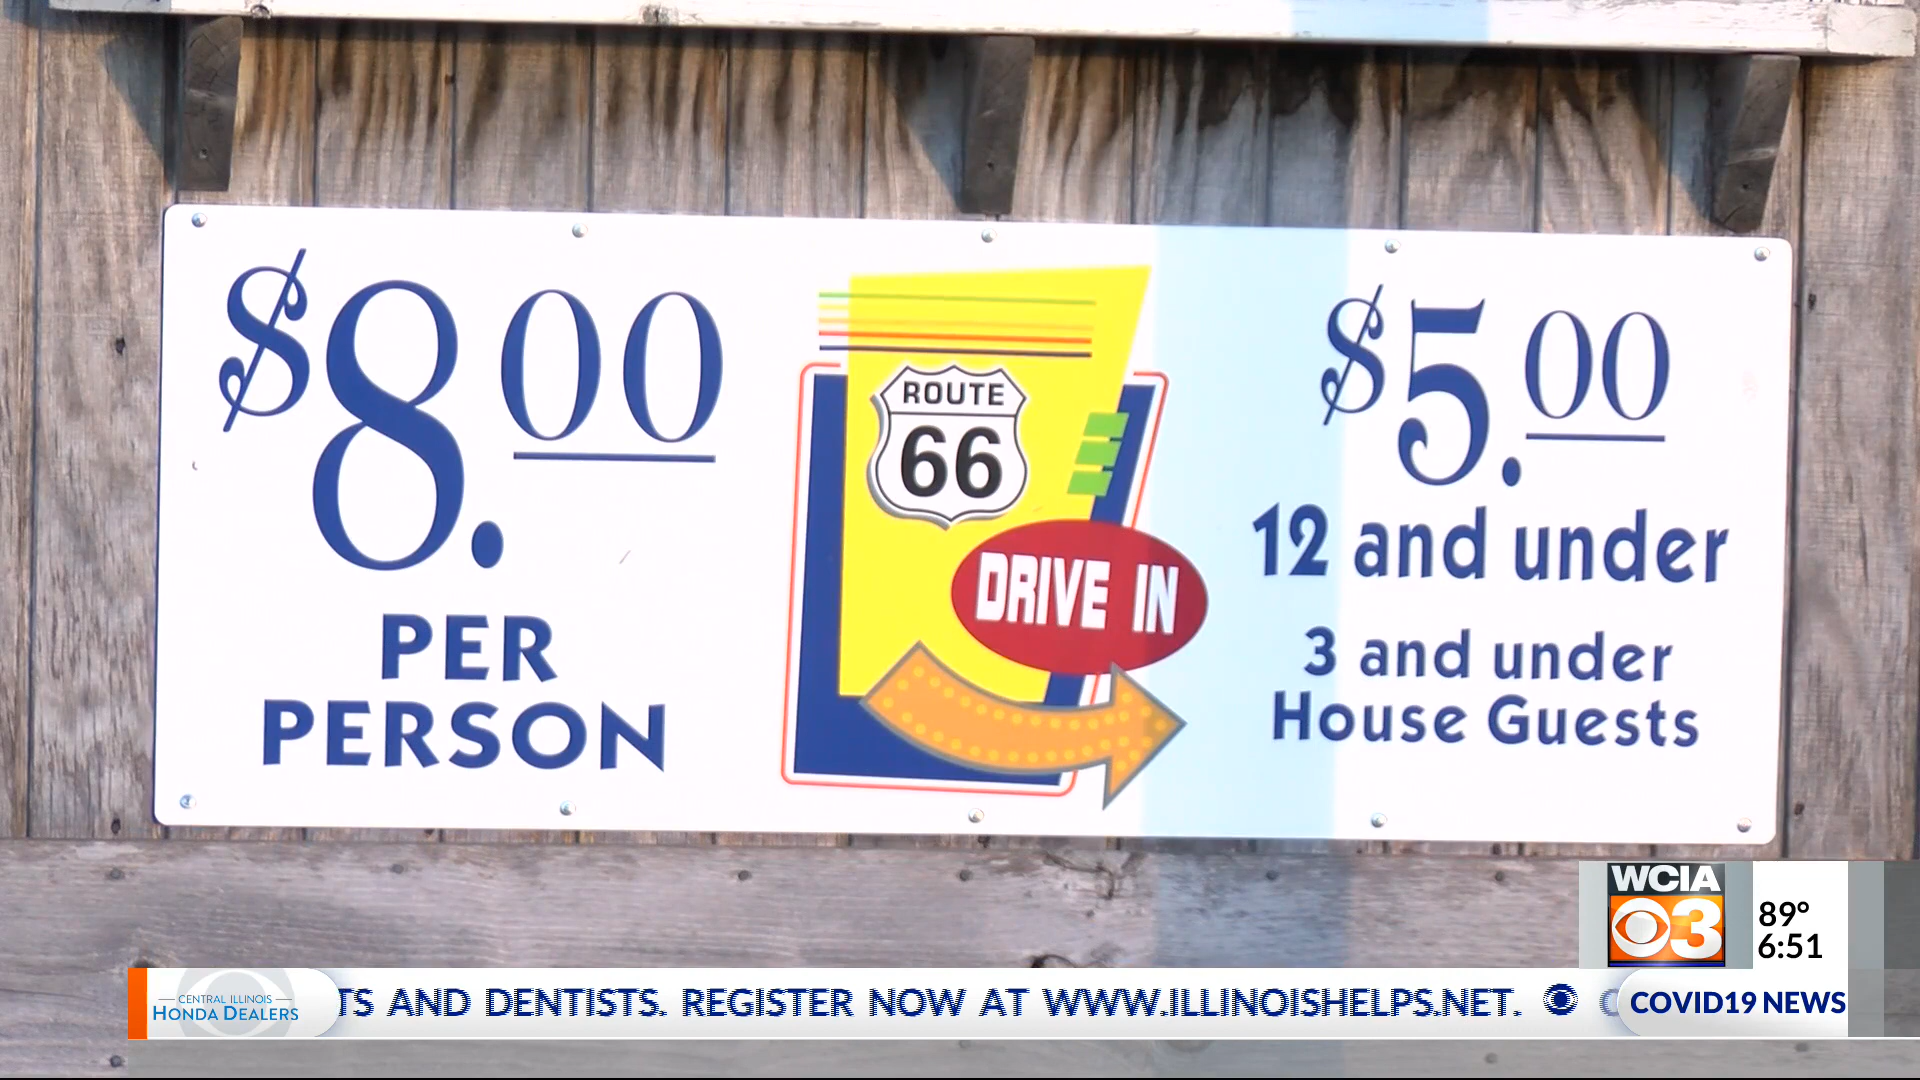 $8.00
PER
PERSON
ROUTE
66
DRIVE IN
$5.00
12 and under
3 and under
House Guests
WCIA
3
89°
6:51
CENTRAL ILLINOIS
HONDA DEALERS
TS AND DENTISTS. REGISTER NOW AT WWW.ILLINOISHELPS.NET.
COVID19 NEWS